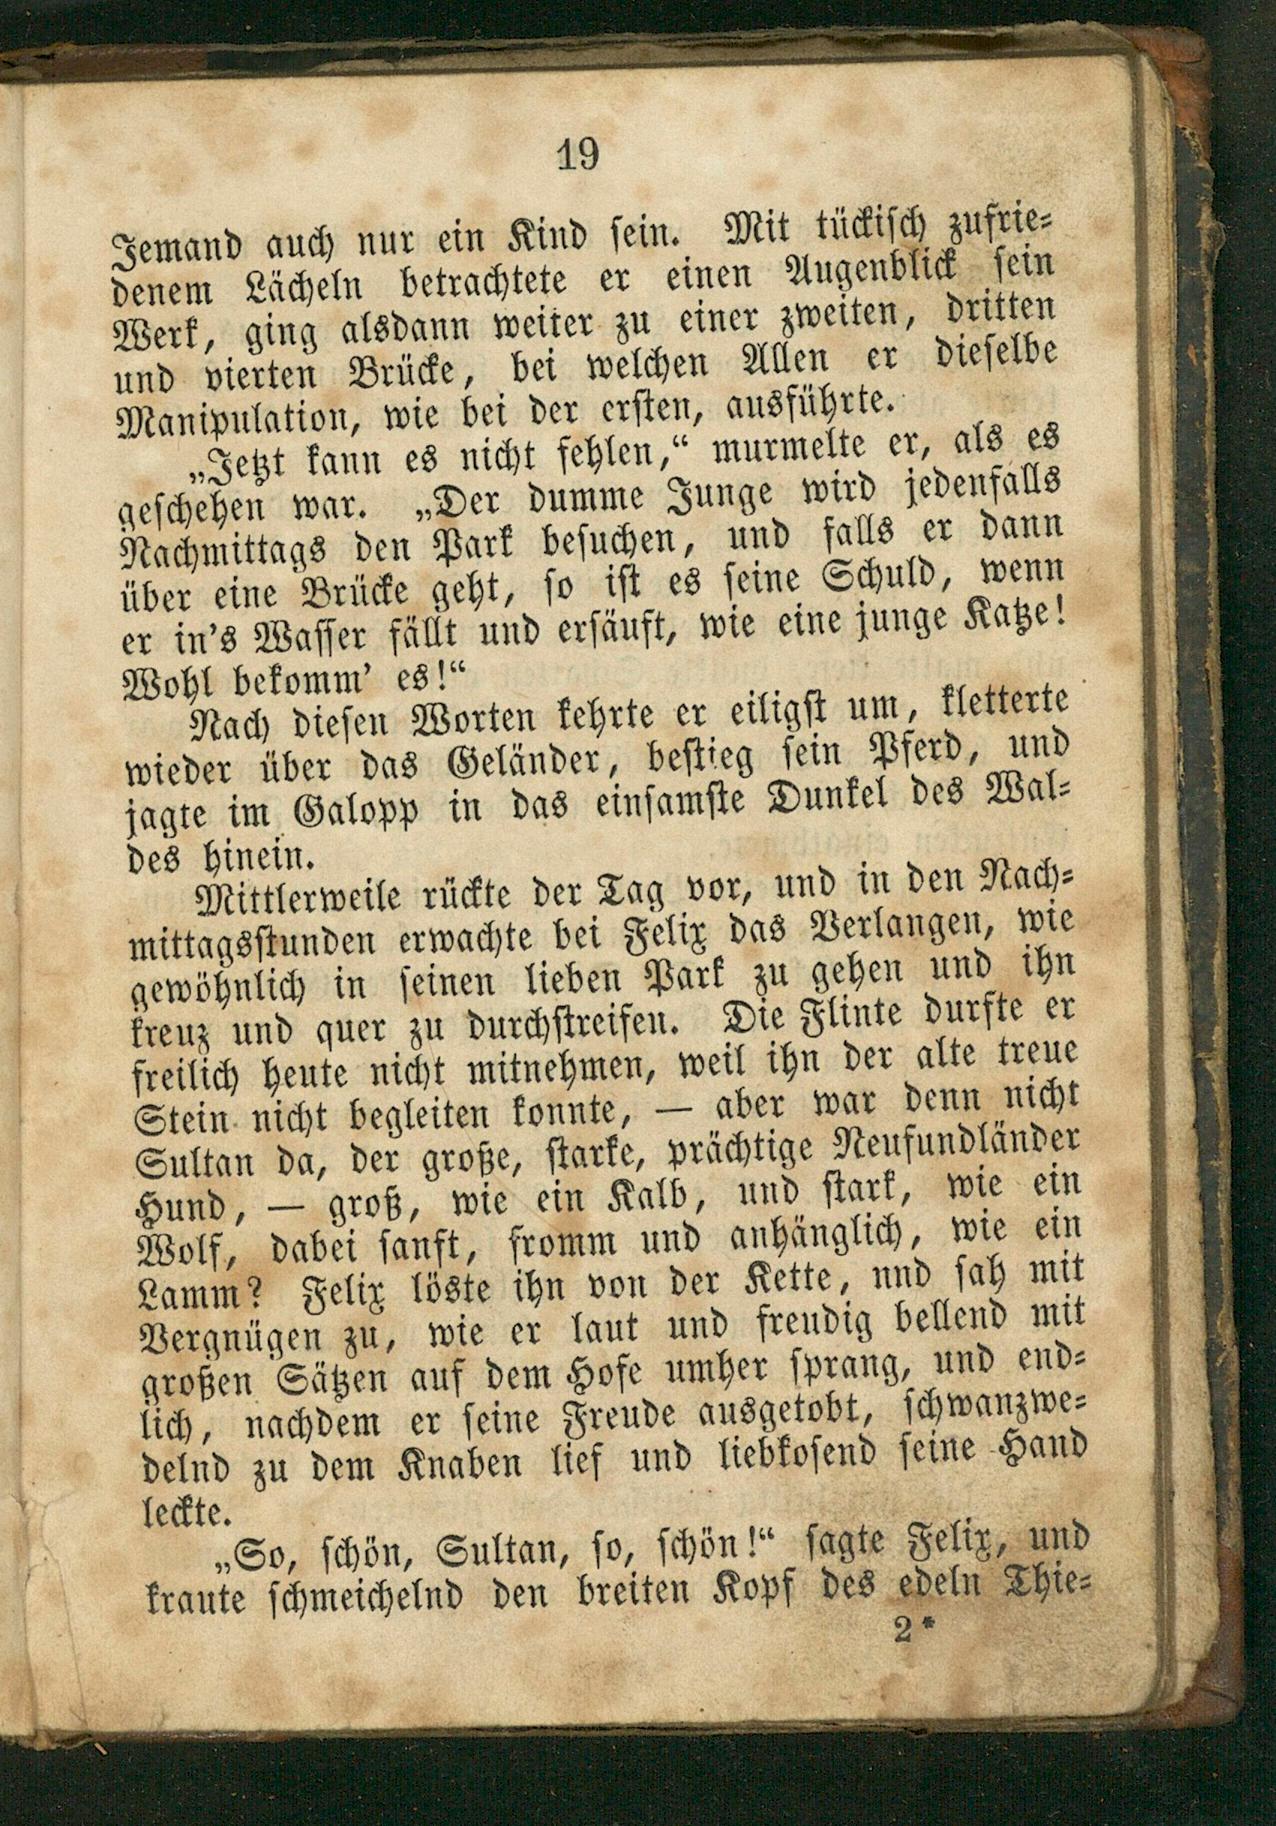 19
Jemand auch nur ein Kind sein. Mit tückisch zufrie-
denem Lächeln betrachtete er einen Augenblick sein
Werk, ging alsdann weiter zu einer zweiten, dritten
und vierten Brücke, bei welchen Allen er dieselbe
Manipulation, wie bei der ersten, ausführte.
„Jetzt kann es nicht fehlen,“ murmelte er, als es
geschehen war. „Der dumme Junge wird jedenfalls
Nachmittags den Park besuchen, und falls er dann
über eine Brücke geht, so ist es seine Schuld, wenn
er in's Wasser fällt und ersäuft, wie eine junge Katze!
Wohl bekomm' es!“
Nach diesen Worten kehrte er eiligst um, kletterte
wieder über das Geländer, bestieg sein Pferd, und
jagte im Galopp in das einsamste Dunkel des Wal-
des hinein.
Mittlerweile rückte der Tag vor, und in den Nach-
mittagsstunden erwachte bei Felix das Verlangen, wie
gewöhnlich in seinen lieben Park zu gehen und ihn
kreuz und quer zu durchstreifen. Die Flinte durfte er
freilich heute nicht mitnehmen, weil ihn der alte treue
Stein nicht begleiten konnte, — aber war denn nicht
Sultan da, der große, starke, prächtige Neufundländer
Hund, — groß, wie ein Kalb, und stark, wie ein
Wolf, dabei sanft, fromm und anhänglich, wie ein
Lamm? Felix löste ihn von der Kette, und sah mit
Vergnügen zu, wie er laut und freudig bellend mit
großen Sätzen auf dem Hofe umher sprang, und end-
lich, nachdem er seine Freude ausgetobt, schwanzwe-
delnd zu dem Knaben lief und liebkosend seine Hand
leckte.
„So, schön, Sultan, so, schön!“ sagte Felix, und
kraute schmeichelnd den breiten Kopf des edeln Thie-
2*